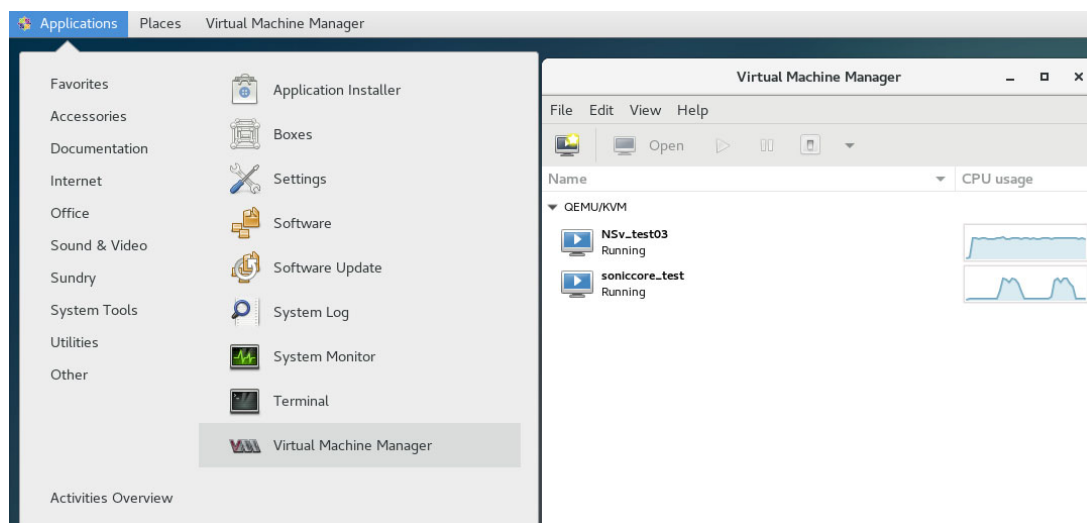 Applications Places Virtual Machine Manager
Favorites
Accessories
Documentation
Internet
Office
Sound & Video
Sundry
System Tools
Utilities
Other
Activities Overview
Application Installer
Boxes
Settings
Software
Software Update
System Log
System Monitor
Terminal
Virtual Machine Manager
Virtual Machine Manager
File Edit View Help
Open
Name CPU usage
QEMU/KVM
NSv_test03
Running
soniccore_test
Running